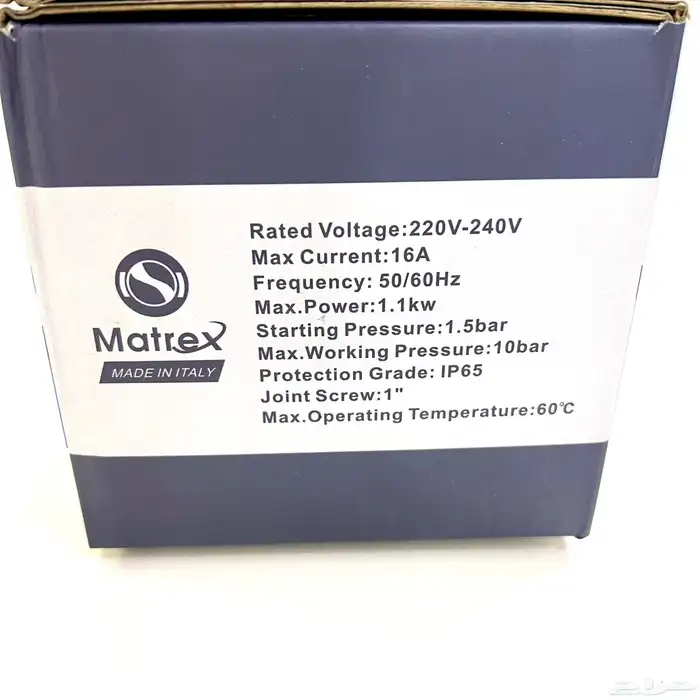 Rated Voltage:220V-240V
Max Current:16A
Frequency: 50/60Hz
Max.Power:1.1kw
Starting Pressure:1.5bar
Max.Working Pressure:10bar
Protection Grade: IP65
Joint Screw:1"
Max.Operating Temperature:60℃
Matrex
MADE IN ITALY
حراج